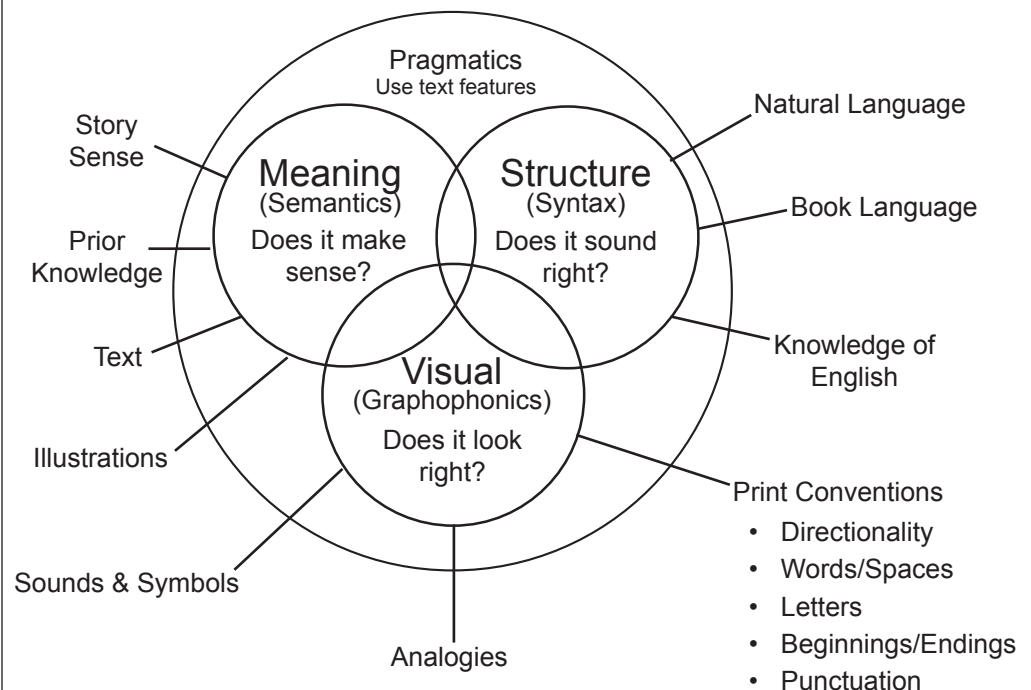 Pragmatics
Use text features
Story
Sense
Prior
Knowledge
Text
Illustrations
Meaning
(Semantics)
Does it make
sense?
Structure
(Syntax)
Does it sound
right?
Natural Language
Book Language
Knowledge of
English
Visual
(Graphophonics)
Does it look
right?
Sounds & Symbols
Analogies
Print Conventions
• Directionality
• Words/Spaces
• Letters
• Beginnings/Endings
• Punctuation